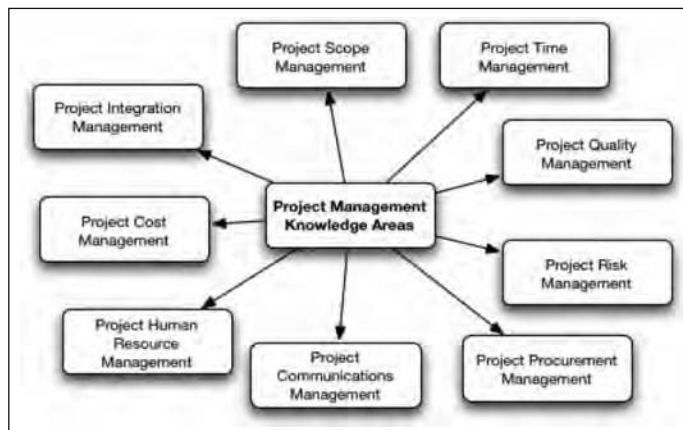 Project Scope
Management
Project Time
Management
Project Integration
Management
Project Quality
Management
Project Management
Knowledge Areas
Project Cost
Management
Project Risk
Management
Project Human
Resource
Management
Project
Communications
Management
Project Procurement
Management